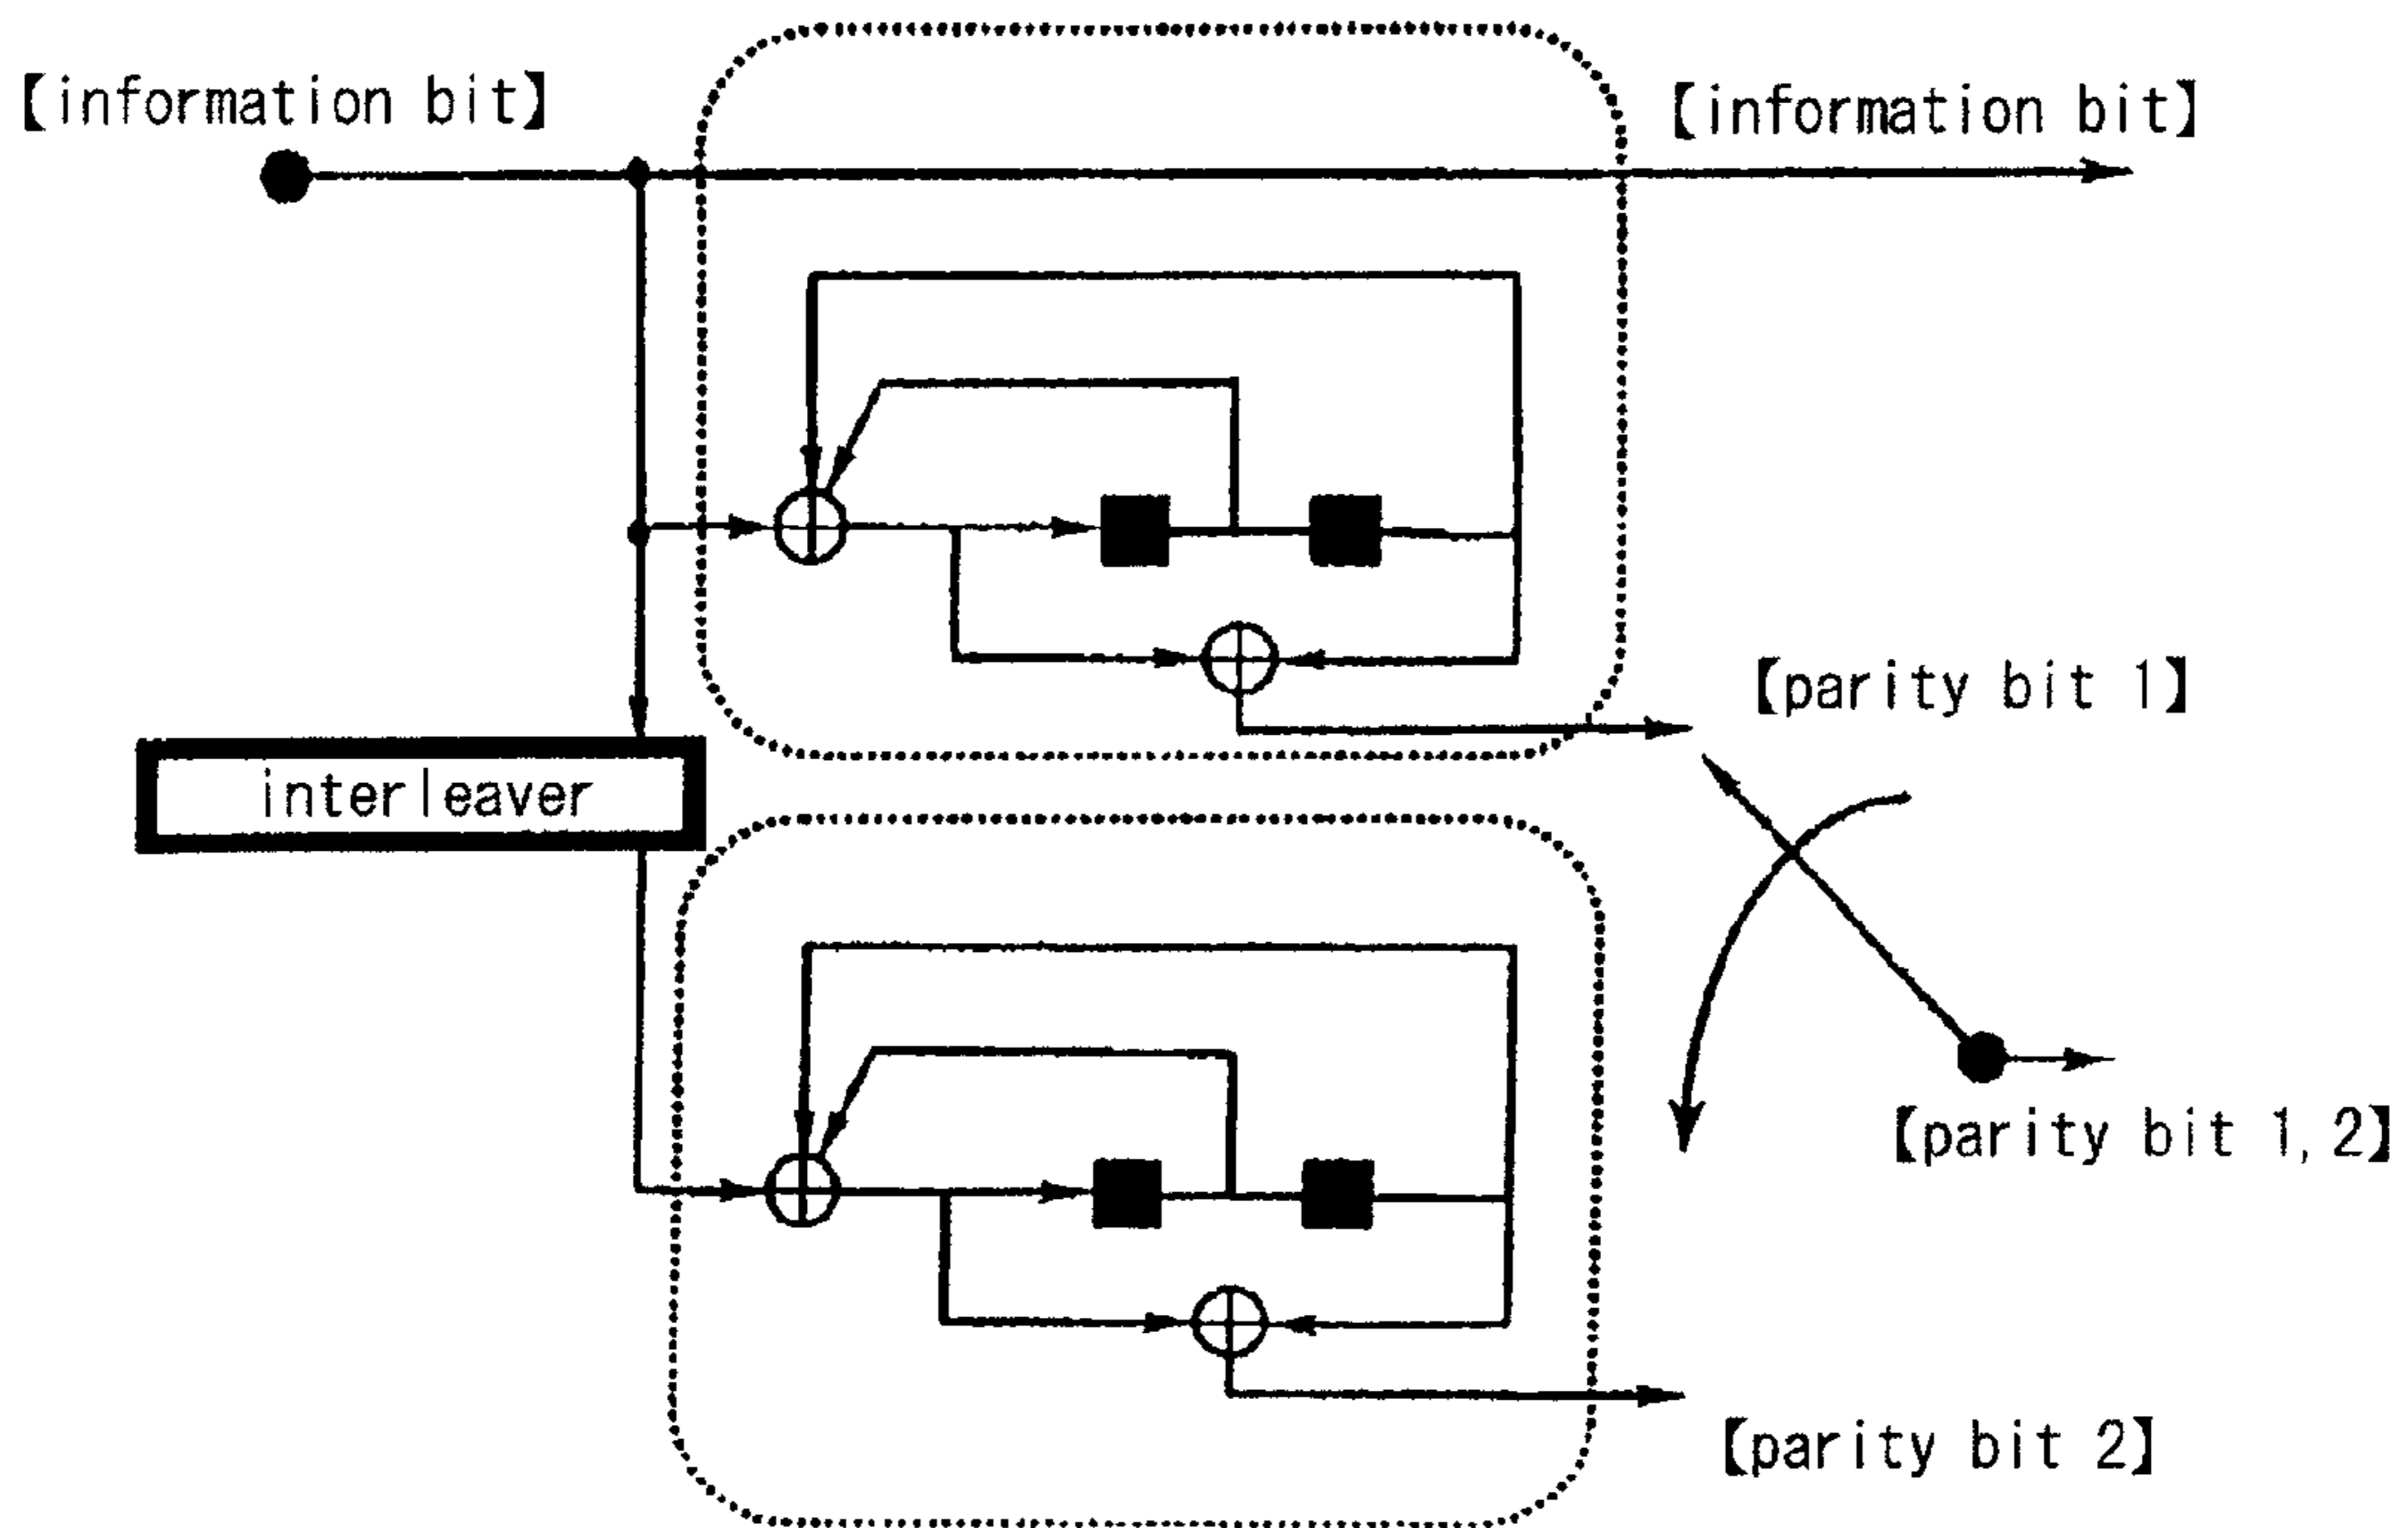 【information bit】
【information bit】
【parity bit 1】
interleaver
【parity bit 1,2】
【parity bit 2】